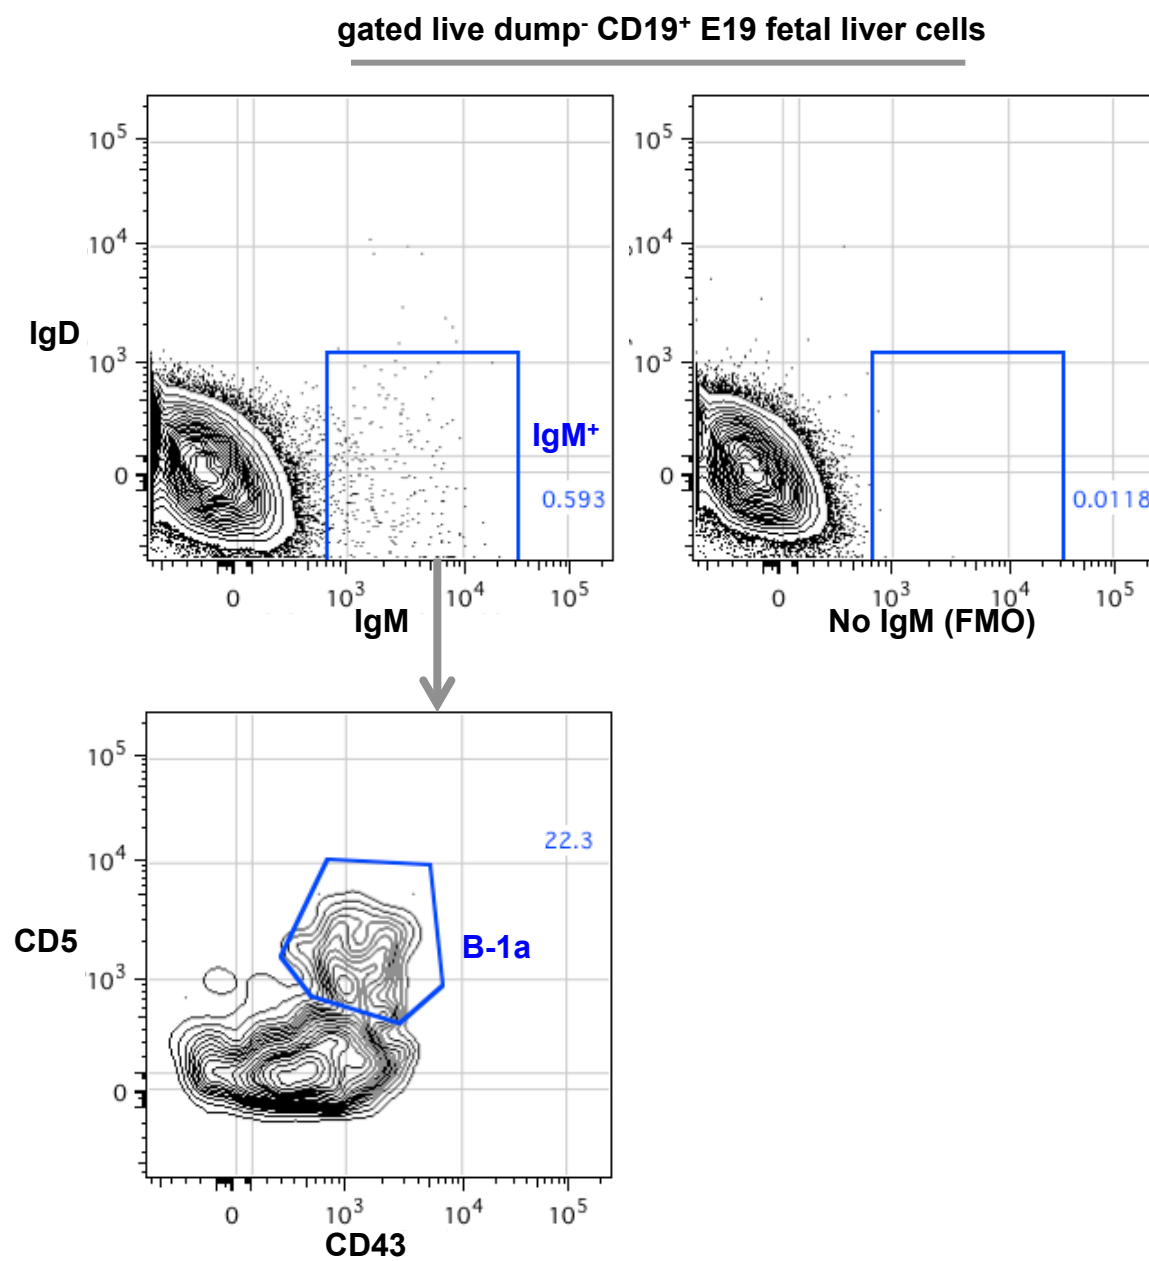 gated live dump⁻ CD19⁺ E19 fetal liver cells
10⁵
10⁴
IgD
10³
0
0 10³ 10⁴ 10⁵
IgM
IgM⁺
0.593
10⁵
10⁴
10³
0
0 10³ 10⁴ 10⁵
No IgM (FMO)
0.0118
10⁵
10⁴
CD5
10³
0
22.3
B-1a
0 10³ 10⁴ 10⁵
CD43